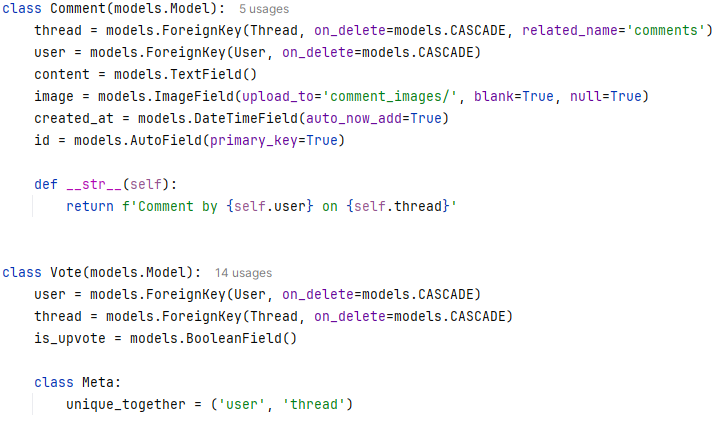 class Comment(models.Model):  5 usages
    thread = models.ForeignKey(Thread, on_delete=models.CASCADE, related_name='comments')
    user = models.ForeignKey(User, on_delete=models.CASCADE)
    content = models.TextField()
    image = models.ImageField(upload_to='comment_images/', blank=True, null=True)
    created_at = models.DateTimeField(auto_now_add=True)
    id = models.AutoField(primary_key=True)

    def __str__(self):
        return f'Comment by {self.user} on {self.thread}'


class Vote(models.Model):  14 usages
    user = models.ForeignKey(User, on_delete=models.CASCADE)
    thread = models.ForeignKey(Thread, on_delete=models.CASCADE)
    is_upvote = models.BooleanField()

    class Meta:
        unique_together = ('user', 'thread')